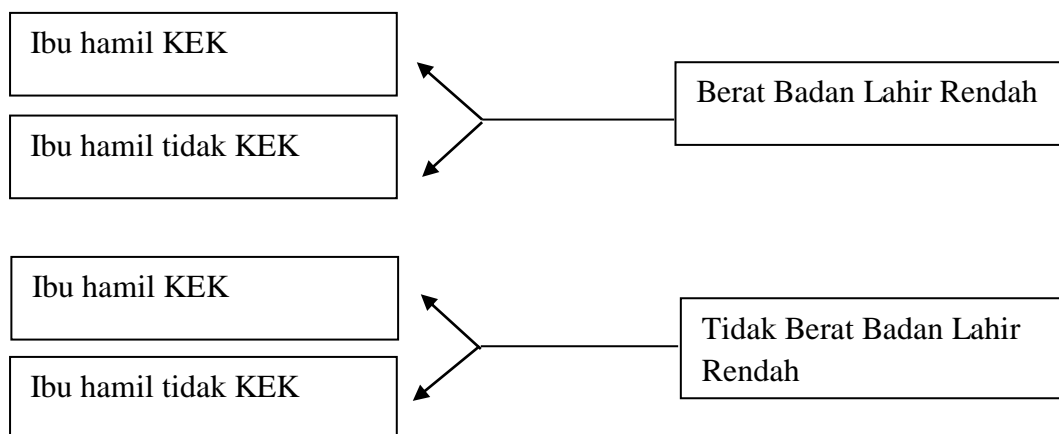 Ibu hamil KEK
Berat Badan Lahir Rendah
Ibu hamil tidak KEK
Ibu hamil KEK
Tidak Berat Badan Lahir
Rendah
Ibu hamil tidak KEK